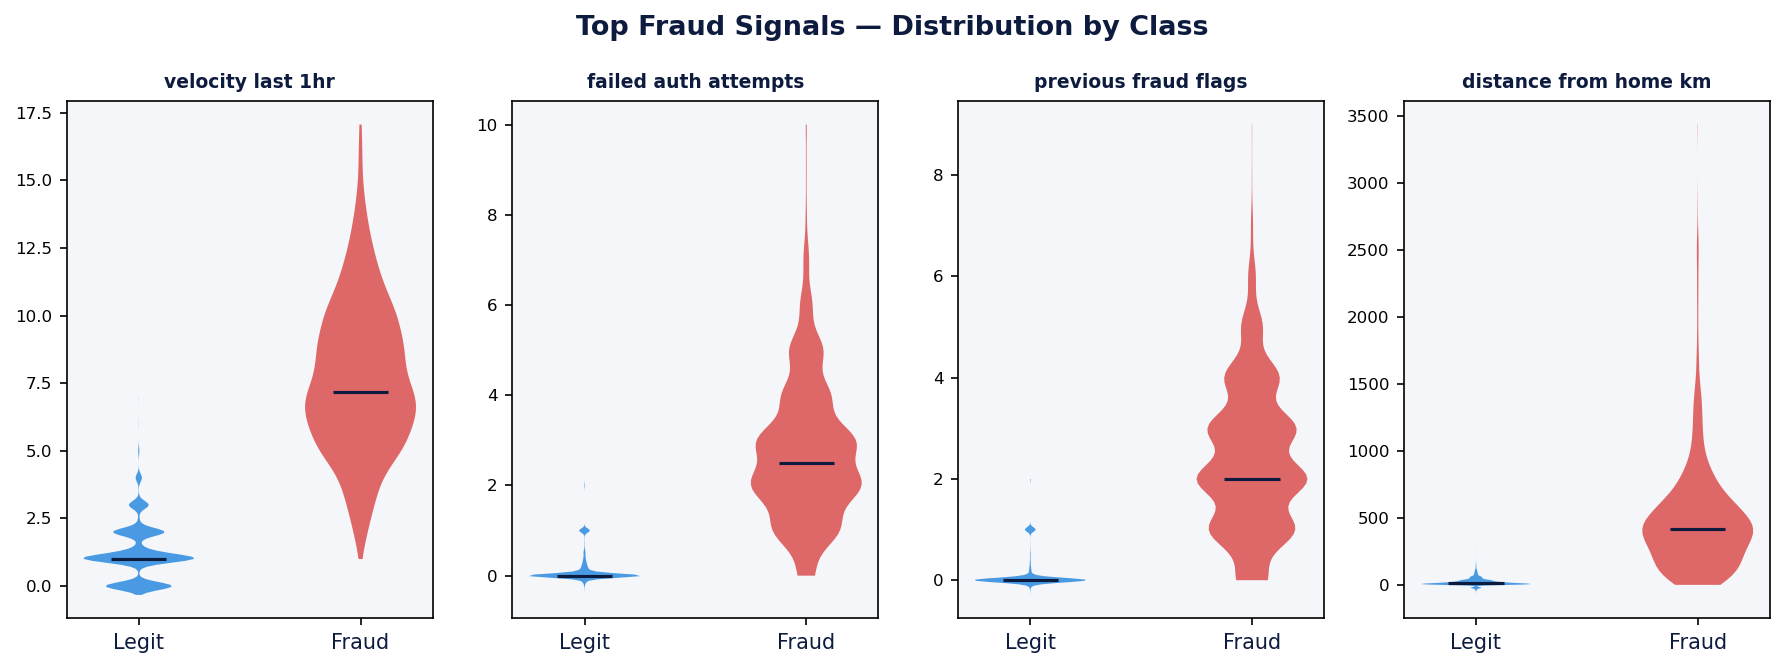 Top Fraud Signals — Distribution by Class
velocity last 1hr
17.5
15.0
12.5
10.0
7.5
5.0
2.5
0.0
Legit
Fraud
failed auth attempts
10
8
6
4
2
0
Legit
Fraud
previous fraud flags
8
6
4
2
0
Legit
Fraud
distance from home km
3500
3000
2500
2000
1500
1000
500
0
Legit
Fraud